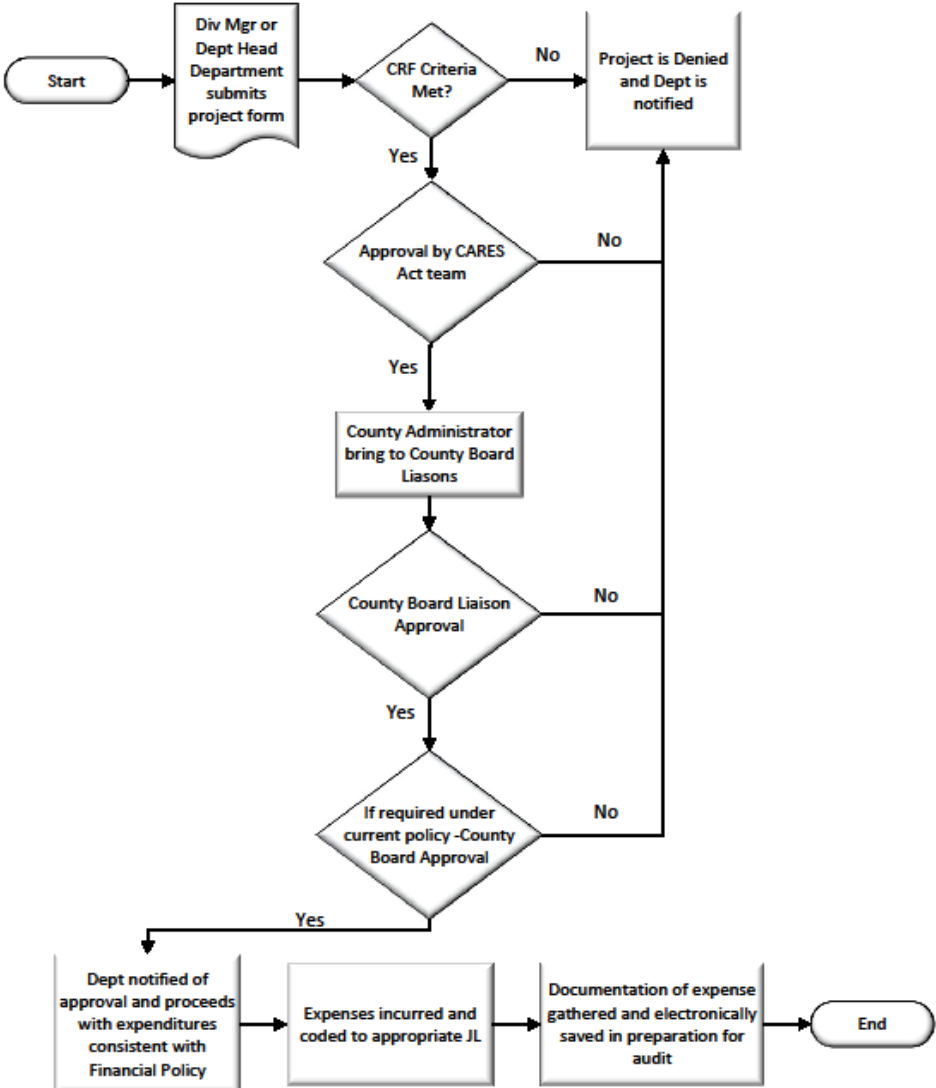 Start
Div Mgr or
Dept Head
Department
submits
project form
CRF Criteria
Met?
No
Project is Denied
and Dept is
notified
Yes
Approval by CARES
Act team
No
Yes
County Administrator
bring to County Board
Liasons
County Board Liaison
Approval
No
Yes
If required under
current policy -County
Board Approval
No
Yes
Dept notified of
approval and proceeds
with expenditures
consistent with
Financial Policy
Expenses incurred and
coded to appropriate JL
Documentation of expense
gathered and electronically
saved in preparation for
audit
End